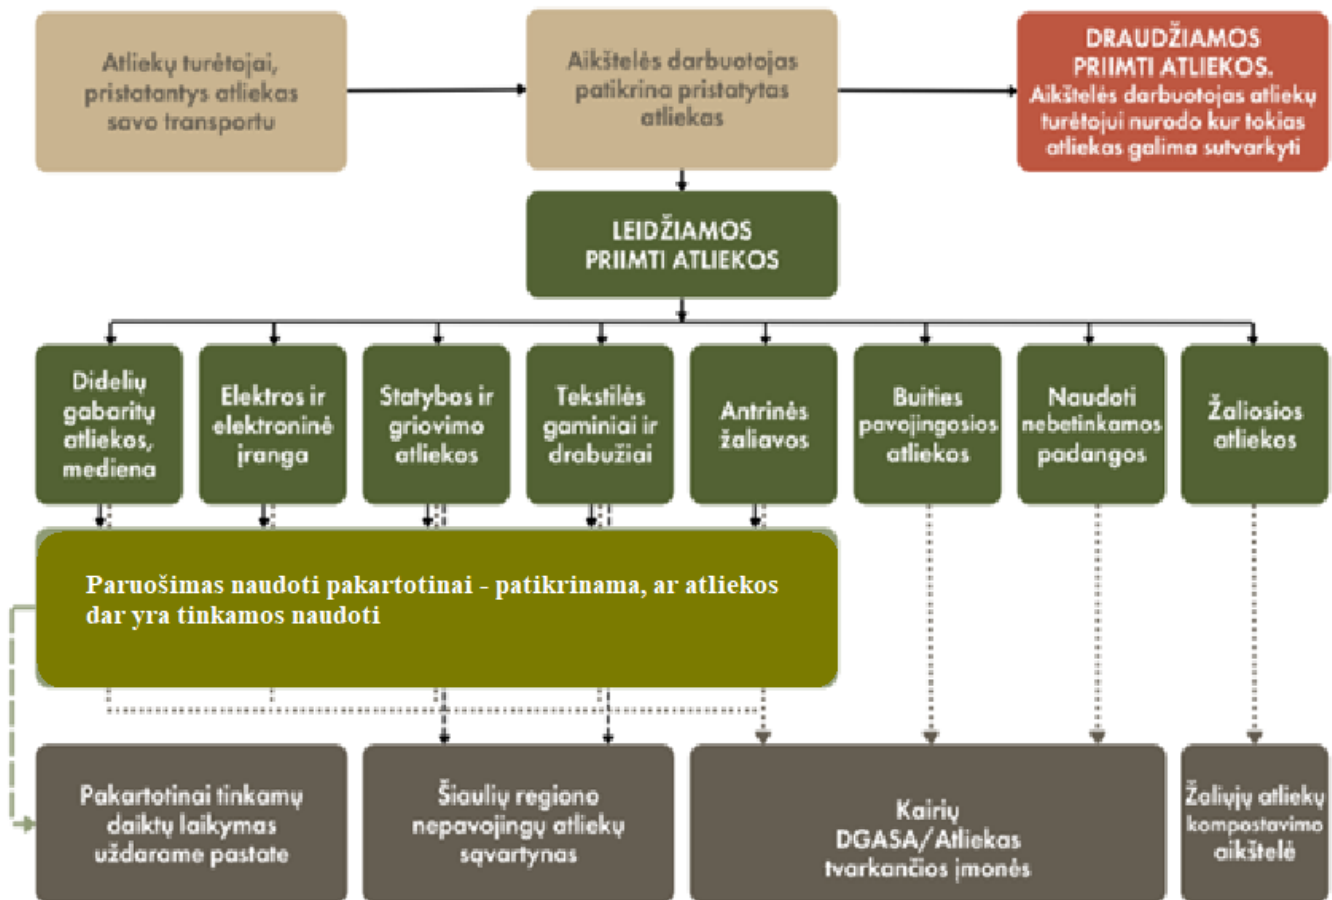 Atliekų turėtojai,
pristatantys atliekas
savo transportu
Aikštelės darbuotojas
patikrina pristatytas
atliekas
DRAUDŽIAMOS
PRIIMTI ATLIEKOS.
Aikštelės darbuotojas atliekų
turėtojui nurodo kur tokias
atliekas galima sutvarkyti
LEIDŽIAMOS
PRIIMTI ATLIEKOS
Didelių
gabaritų
atliekos,
mediena
Elektros ir
elektroninė
įranga
Statybos ir
griovimo
atliekos
Tekstilės
gaminiai ir
drabužiai
Antrinės
žaliavos
Buities
pavojingosios
atliekos
Naudoti
nebetinkamos
padangos
Žaliosios
atliekos
Paruošimas naudoti pakartotinai - patikrinama, ar atliekos
dar yra tinkamos naudoti
Pakartotinai tinkamų
daiktų laikymas
uždarame pastate
Šiaulių regiono
nepavojingų atliekų
sąvartynas
Kairių
DGASA/Atliekas
tvarkančios įmonės
Žaliųjų atliekų
kompostavimo
aikštelė